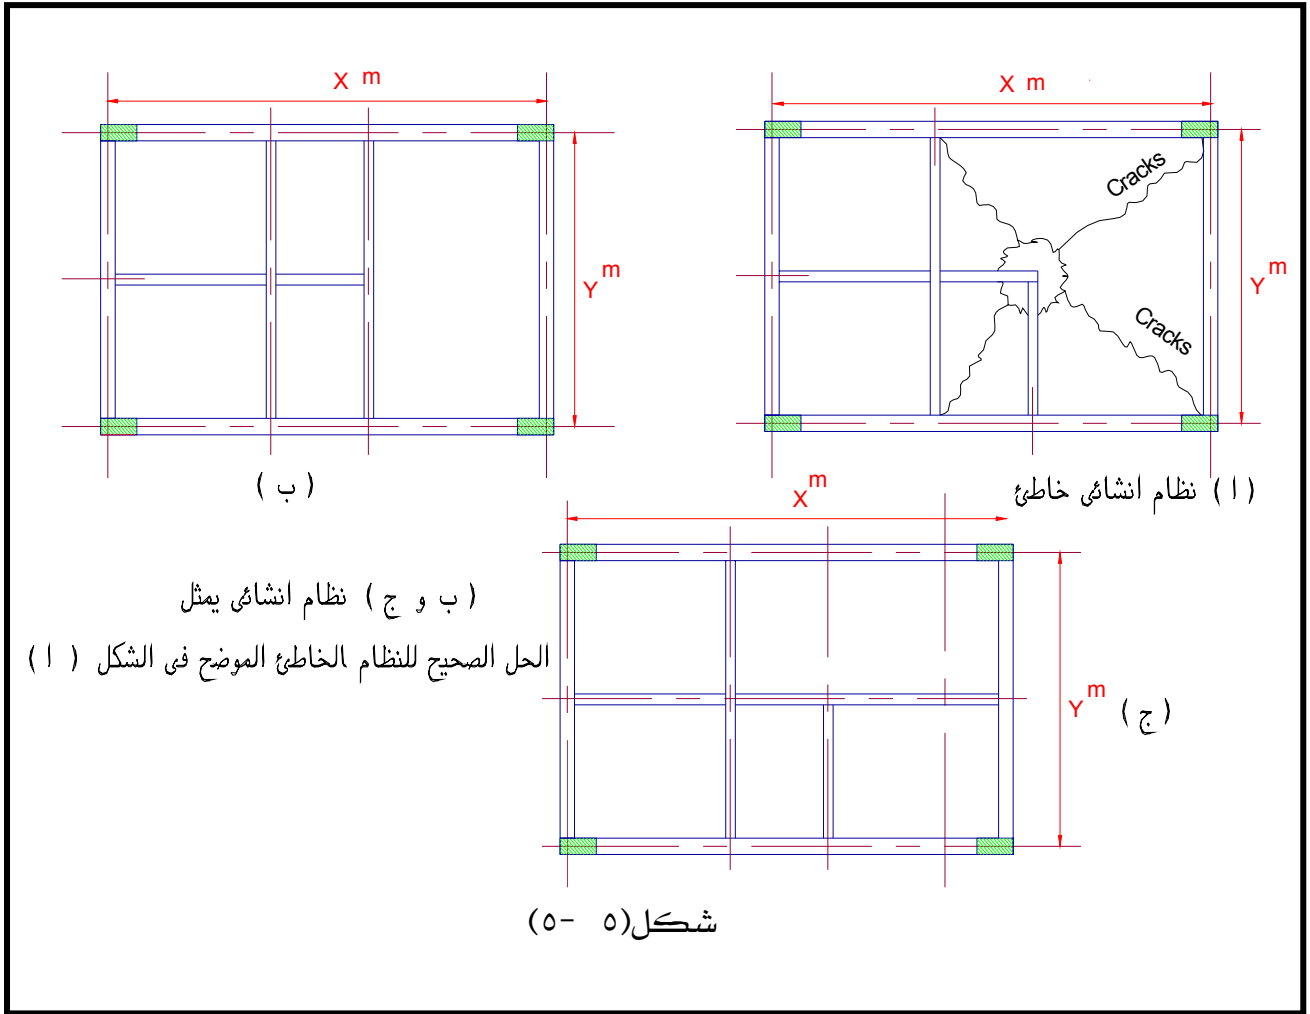 X m
Y m
Cracks
Cracks
( ا ) نظام انشائى خاطئ
X m
Y m
( ب )
X m
Y m
( ج )
( ب و ج ) نظام انشائى يمثل
الحل الصحيح للنظام الخاطئ الموضح فى الشكل ( ا )
شكل(٥ -٥)